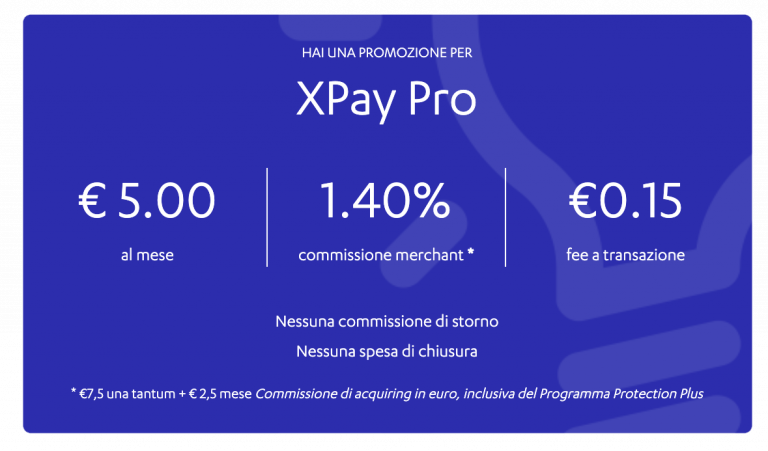 HAI UNA PROMOZIONE PER
XPay Pro
€ 5.00
al mese
1.40%
commissione merchant *
€0.15
fee a transazione
Nessuna commissione di storno
Nessuna spesa di chiusura
* €7,5 una tantum + € 2,5 mese Commissione di acquiring in euro, inclusiva del Programma Protection Plus